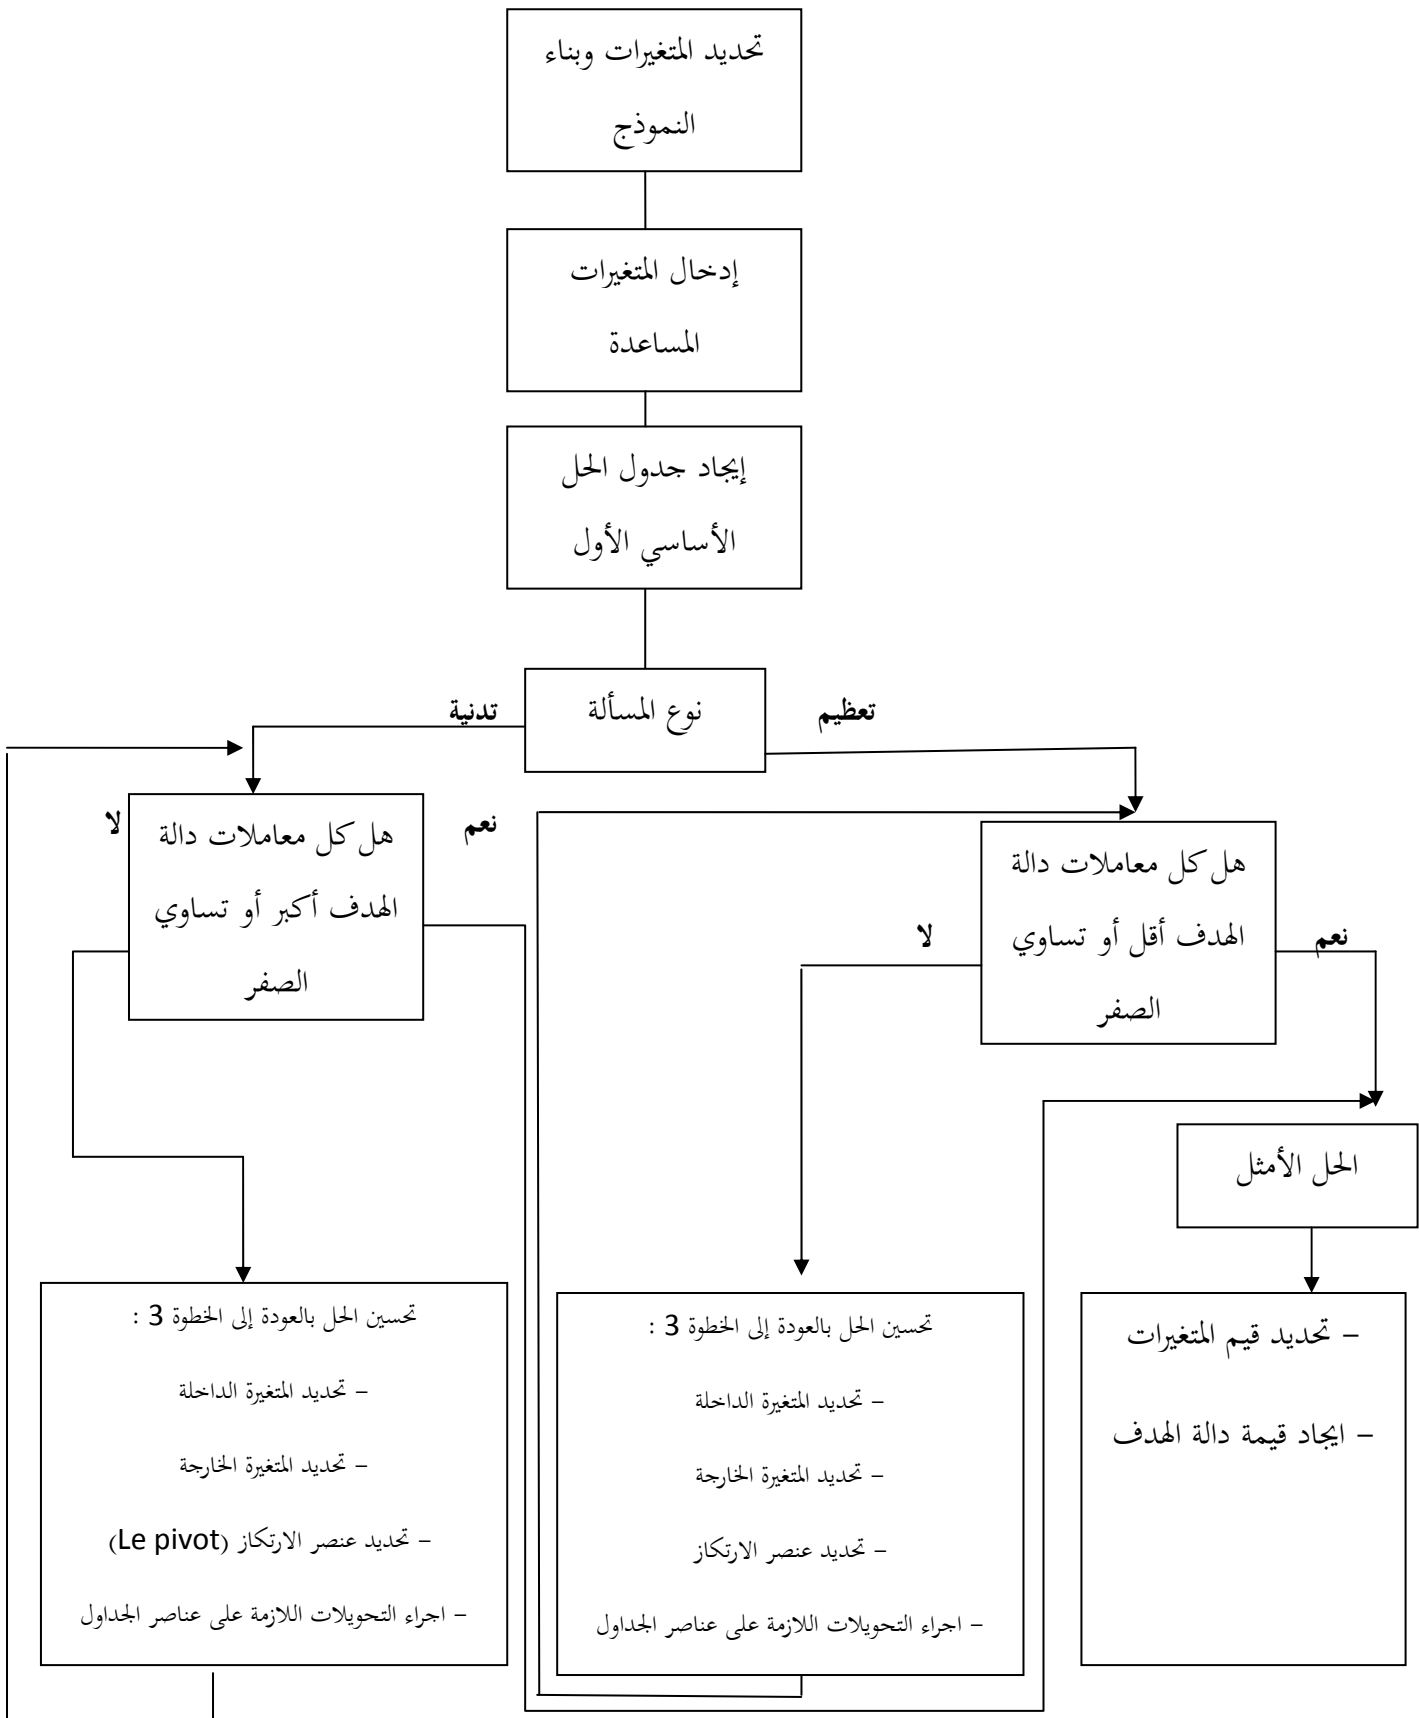 تحديد المتغيرات وبناء
النموذج
إدخال المتغيرات
المساعدة
إيجاد جدول الحل
الأساسي الأول
نوع المسألة
تعظيم
تدنية
هل كل معاملات دالة
الهدف أقل أو تساوي
الصفر
نعم
لا
هل كل معاملات دالة
الهدف أكبر أو تساوي
الصفر
نعم
لا
الحل الأمثل
– تحديد قيم المتغيرات
– ايجاد قيمة دالة الهدف
تحسين الحل بالعودة إلى الخطوة 3 :
– تحديد المتغيرة الداخلة
– تحديد المتغيرة الخارجة
– تحديد عنصر الارتكاز
– اجراء التحويلات اللازمة على عناصر الجداول
تحسين الحل بالعودة إلى الخطوة 3 :
– تحديد المتغيرة الداخلة
– تحديد المتغيرة الخارجة
– تحديد عنصر الارتكاز (Le pivot)
– اجراء التحويلات اللازمة على عناصر الجداول